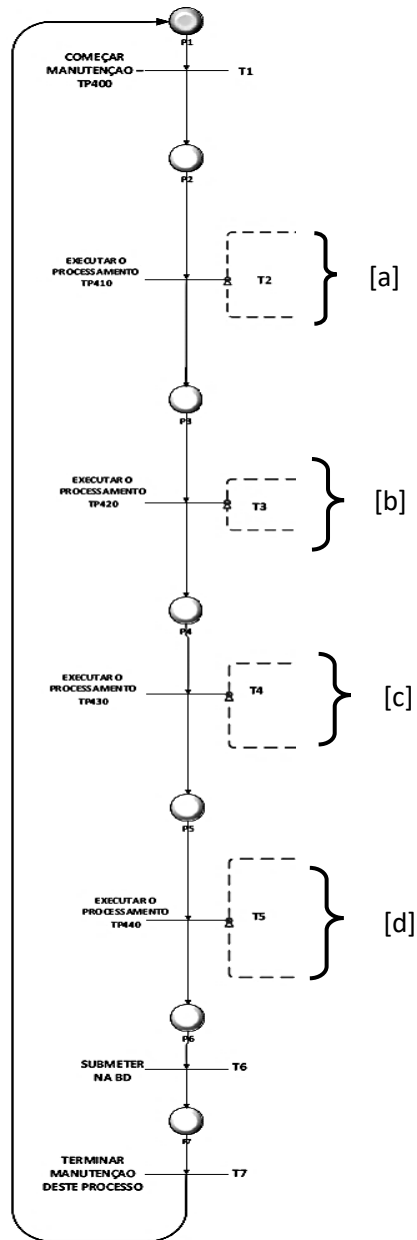 P1
COMEÇAR
MANUTENÇAO –
TP400
T1
P2
EXECUTAR O
PROCESSAMENTO
TP410
T2
[a]
P3
EXECUTAR O
PROCESSAMENTO
TP420
T3
[b]
P4
EXECUTAR O
PROCESSAMENTO
TP430
T4
[c]
P5
EXECUTAR O
PROCESSAMENTO
TP440
T5
[d]
P6
SUBMETER
NA BD
T6
P7
TERMINAR
MANUTENÇAO
DESTE PROCESSO
T7